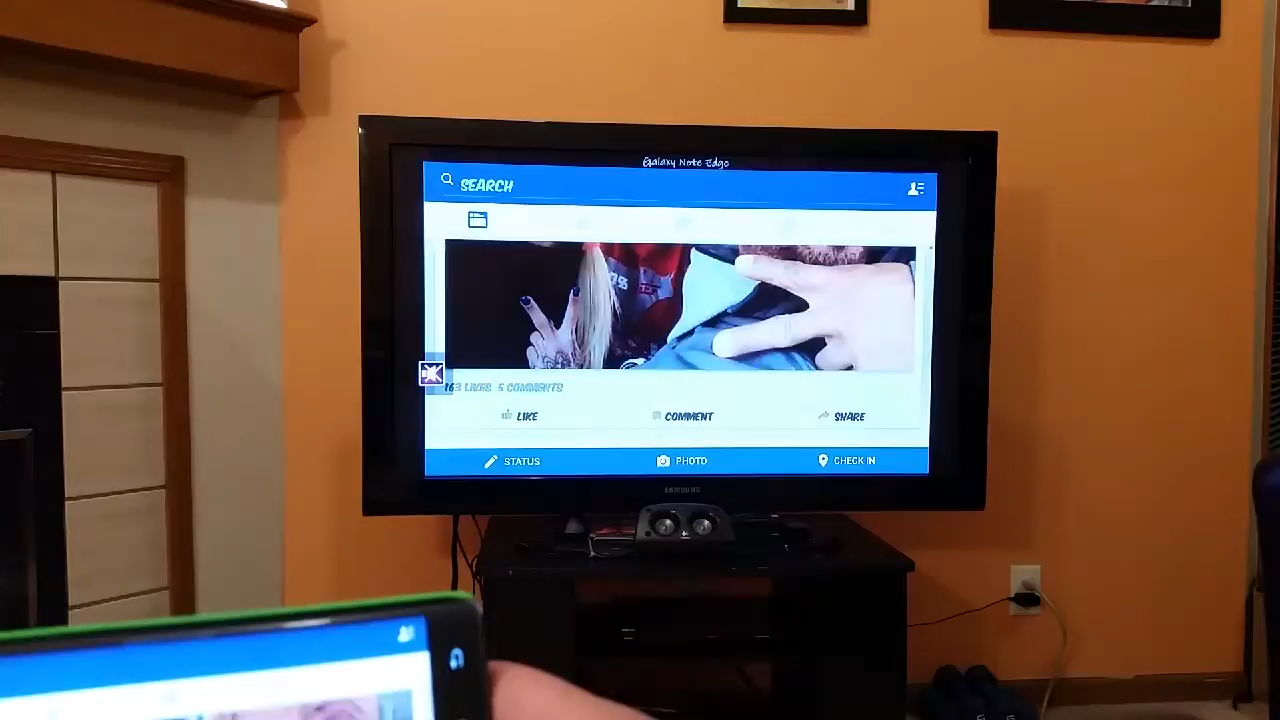 Galaxy Note Edge
SEARCH
163 LIKES 5 COMMENTS
LIKE
COMMENT
SHARE
STATUS
PHOTO
CHECK IN
SAMSUNG